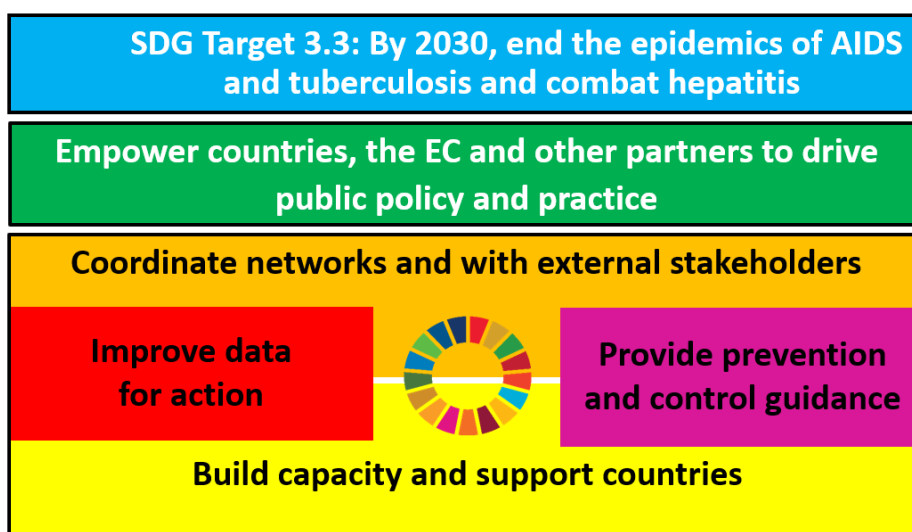 SDG Target 3.3: By 2030, end the epidemics of AIDS
and tuberculosis and combat hepatitis
Empower countries, the EC and other partners to drive
public policy and practice
Coordinate networks and with external stakeholders
Improve data
for action
Provide prevention
and control guidance
Build capacity and support countries